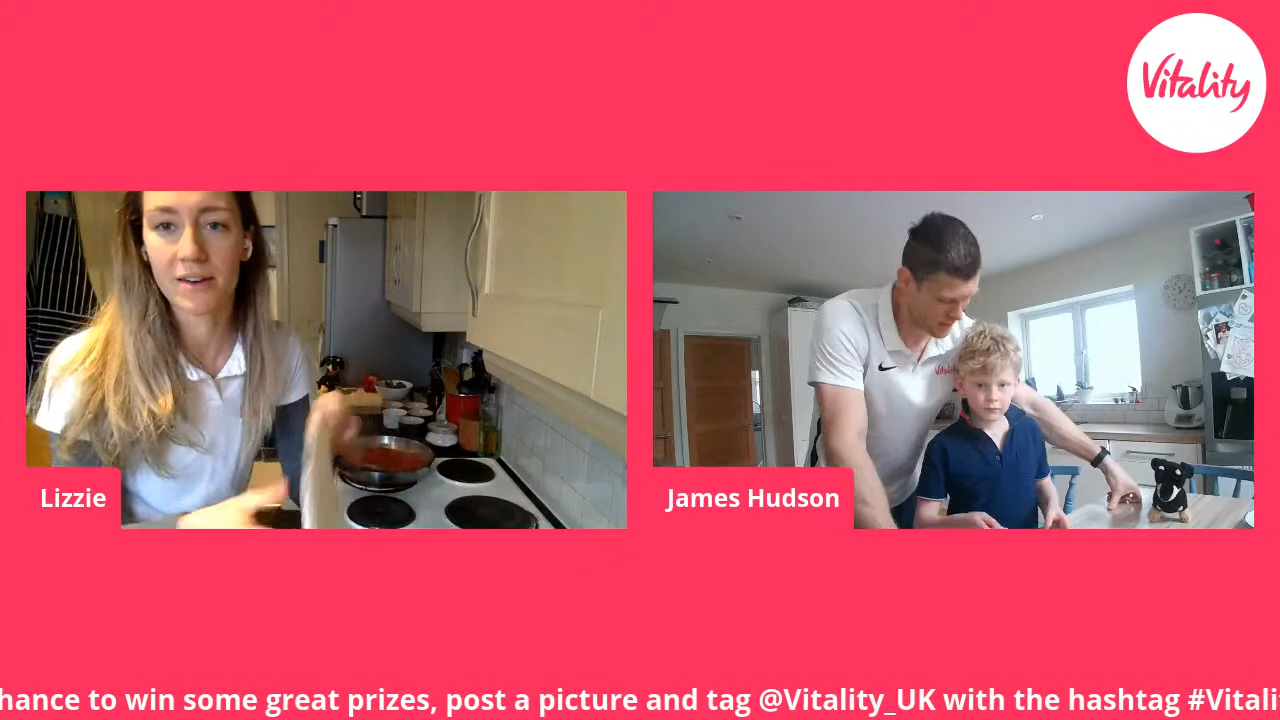 Vitality
Vitality
Lizzie
James Hudson
hance to win some great prizes, post a picture and tag @Vitality_UK with the hashtag #Vitali